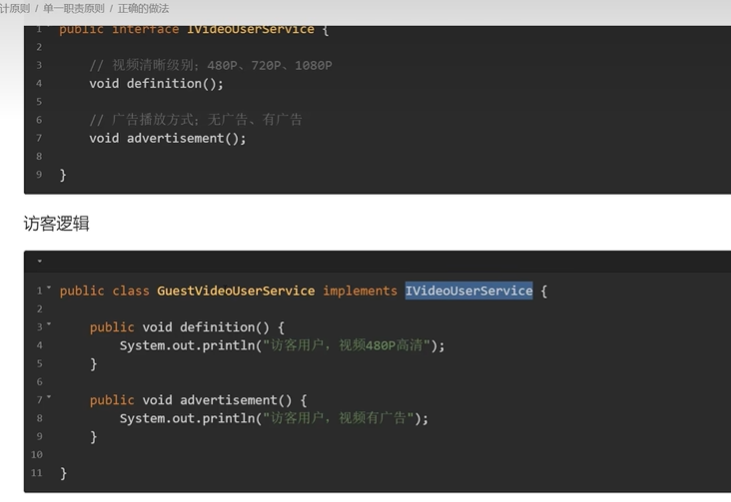 计原则 / 单一职责原则 / 正确的做法
1 public interface IVideoUserService {
2
3 // 视频清晰级别；480P、720P、1080P
4 void definition();
5
6 // 广告播放方式；无广告、有广告
7 void advertisement();
8
9 }
访客逻辑
1 public class GuestVideoUserService implements IVideoUserService {
2
3 public void definition() {
4 System.out.println("访客用户，视频480P高清");
5 }
6
7 public void advertisement() {
8 System.out.println("访客用户，视频有广告");
9 }
10
11 }